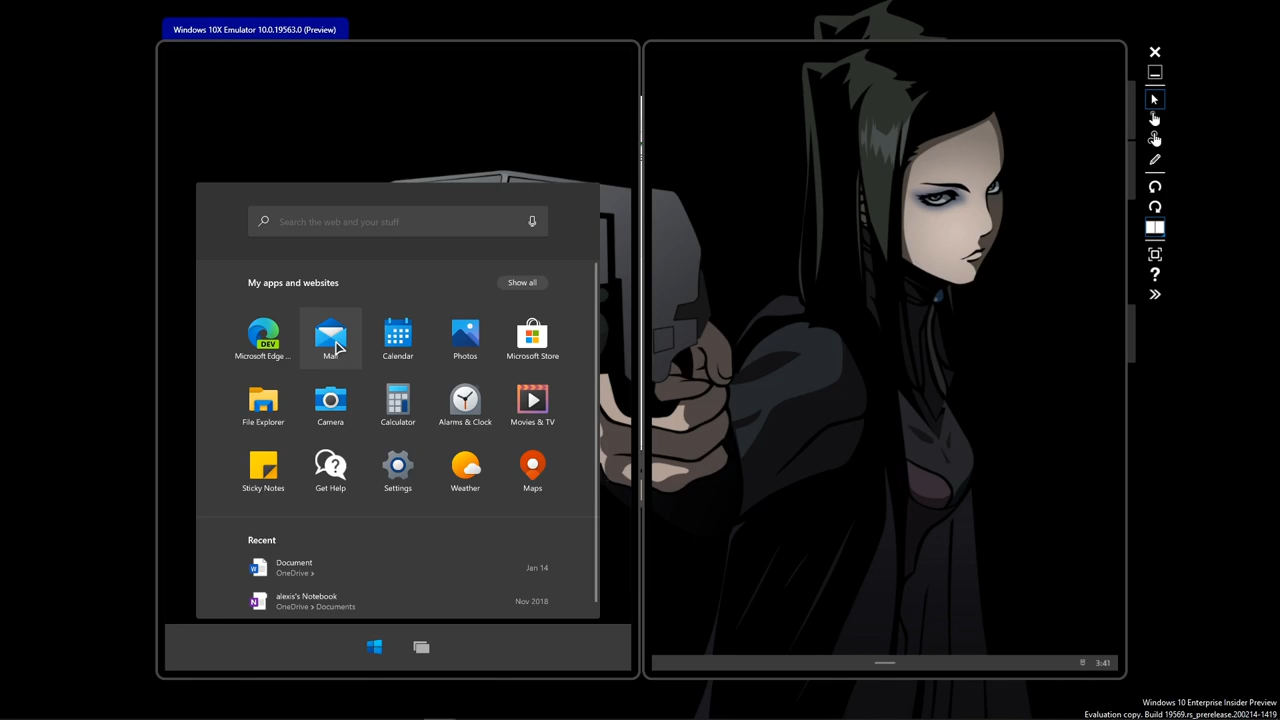 Windows 10X Emulator 10.0.19563.0 (Preview)
Search the web and your stuff
My apps and websites
Show all
DEV
Microsoft Edge ...
Mail
Calendar
Photos
Microsoft Store
File Explorer
Camera
Calculator
Alarms & Clock
Movies & TV
Sticky Notes
Get Help
Settings
Weather
Maps
Recent
Document
OneDrive ›
Jan 14
alexis's Notebook
OneDrive › Documents
Nov 2018
3:41
Windows 10 Enterprise Insider Preview
Evaluation copy. Build 19569.rs_prerelease.200214-1419